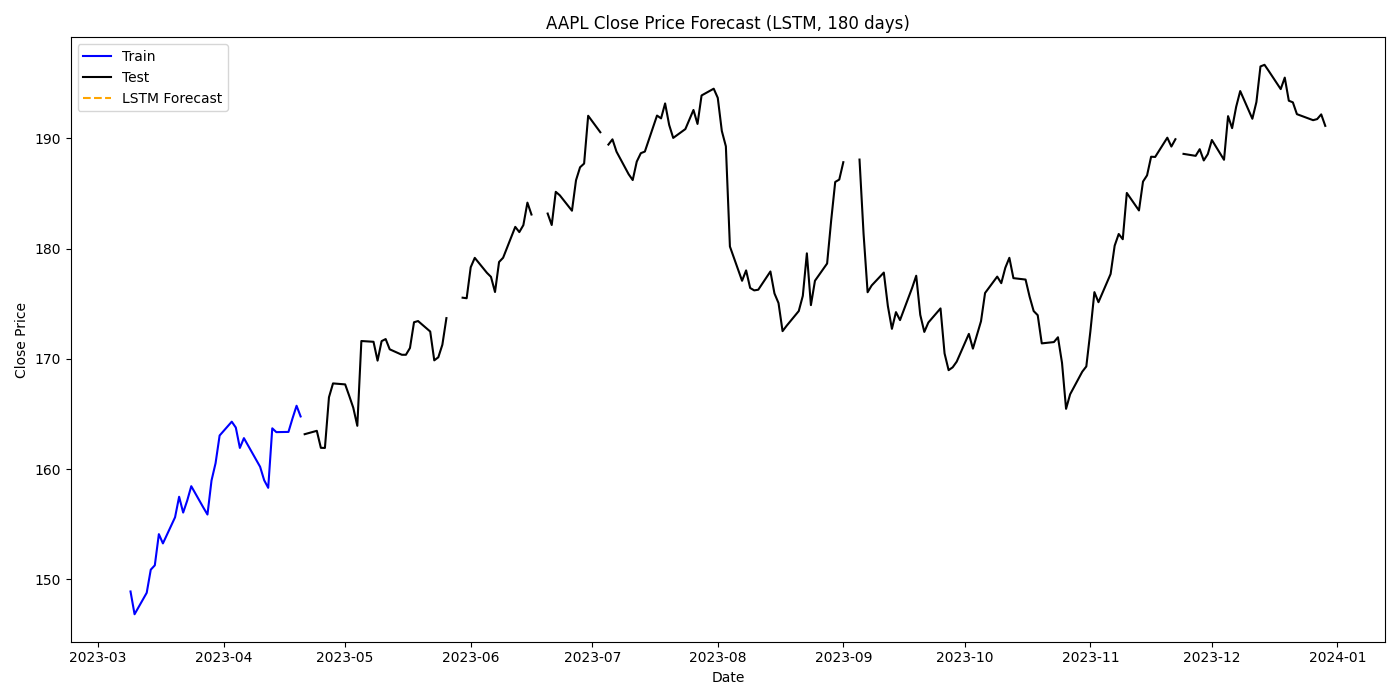 AAPL Close Price Forecast (LSTM, 180 days)
Train
Test
LSTM Forecast
Close Price
190
180
170
160
150
2023-03
2023-04
2023-05
2023-06
2023-07
2023-08
2023-09
2023-10
2023-11
2023-12
2024-01
Date